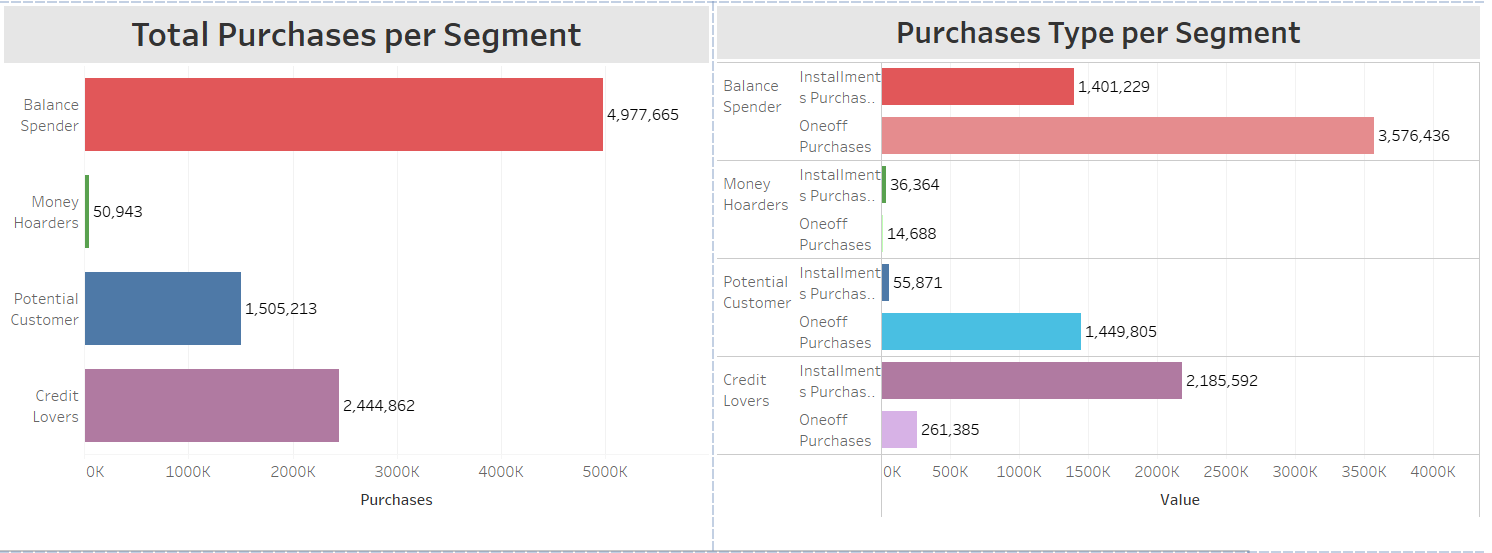 Total Purchases per Segment
Balance
Spender
4,977,665
Money
Hoarders
50,943
Potential
Customer
1,505,213
Credit
Lovers
2,444,862
0K 1000K 2000K 3000K 4000K 5000K
Purchases
Purchases Type per Segment
Balance
Spender
Installment
s Purchas..
1,401,229
Oneoff
Purchases
3,576,436
Money
Hoarders
Installment
s Purchas..
36,364
Oneoff
Purchases
14,688
Potential
Customer
Installment
s Purchas..
55,871
Oneoff
Purchases
1,449,805
Credit
Lovers
Installment
s Purchas..
2,185,592
Oneoff
Purchases
261,385
0K 500K 1000K 1500K 2000K 2500K 3000K 3500K 4000K
Value